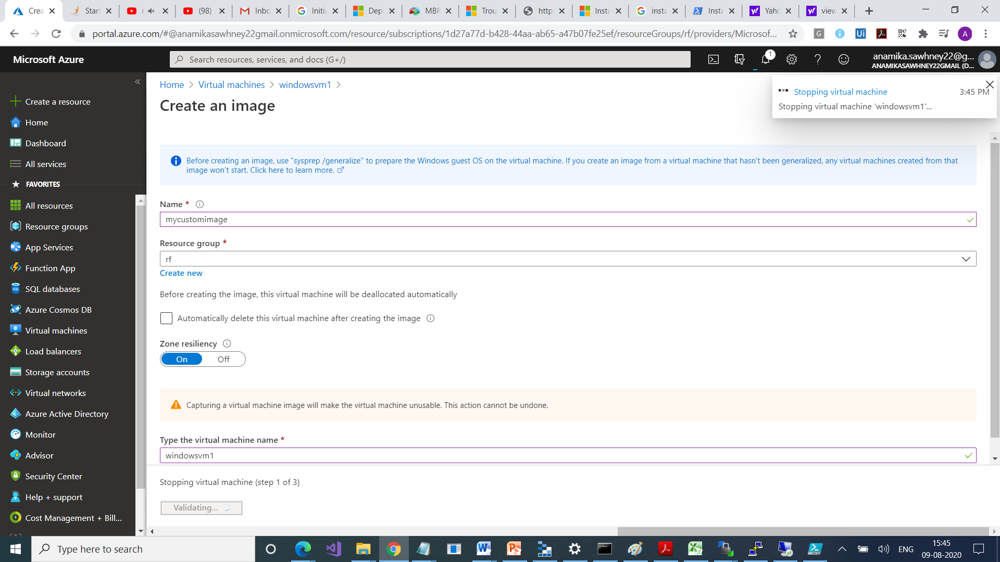 Crea
Star
(
(98)
Inbo
Initia
Depl
MBR
Trou
http
Insta
insta
Insta
Yaho
view
portal.azure.com/#@anamikasawhney22gmail.onmicrosoft.com/resource/subscriptions/1d27a77d-b428-44aa-ab65-a47b07fe25ef/resourceGroups/rf/providers/Microsof...
G
Ui
A
Microsoft Azure
Search resources, services, and docs (G+/)
1
anamika.sawhney22@g...
ANAMIKASAWHNEY22GMAIL (D...
Create a resource
Home
Dashboard
All services
FAVORITES
All resources
Resource groups
App Services
Function App
SQL databases
Azure Cosmos DB
Virtual machines
Load balancers
Storage accounts
Virtual networks
Azure Active Directory
Monitor
Advisor
Security Center
Help + support
Cost Management + Bill...
Home > Virtual machines > windowsvm1 >
Create an image
Stopping virtual machine 3:45 PM
Stopping virtual machine 'windowsvm1'...
Before creating an image, use "sysprep /generalize" to prepare the Windows guest OS on the virtual machine. If you create an image from a virtual machine that hasn't been generalized, any virtual machines created from that
image won't start. Click here to learn more.
Name *
mycustomimage
Resource group *
rf
Create new
Before creating the image, this virtual machine will be deallocated automatically
Automatically delete this virtual machine after creating the image
Zone resiliency
On Off
Capturing a virtual machine image will make the virtual machine unusable. This action cannot be undone.
Type the virtual machine name *
windowsvm1
Stopping virtual machine (step 1 of 3)
Validating...
Type here to search
ENG
15:45
09-08-2020